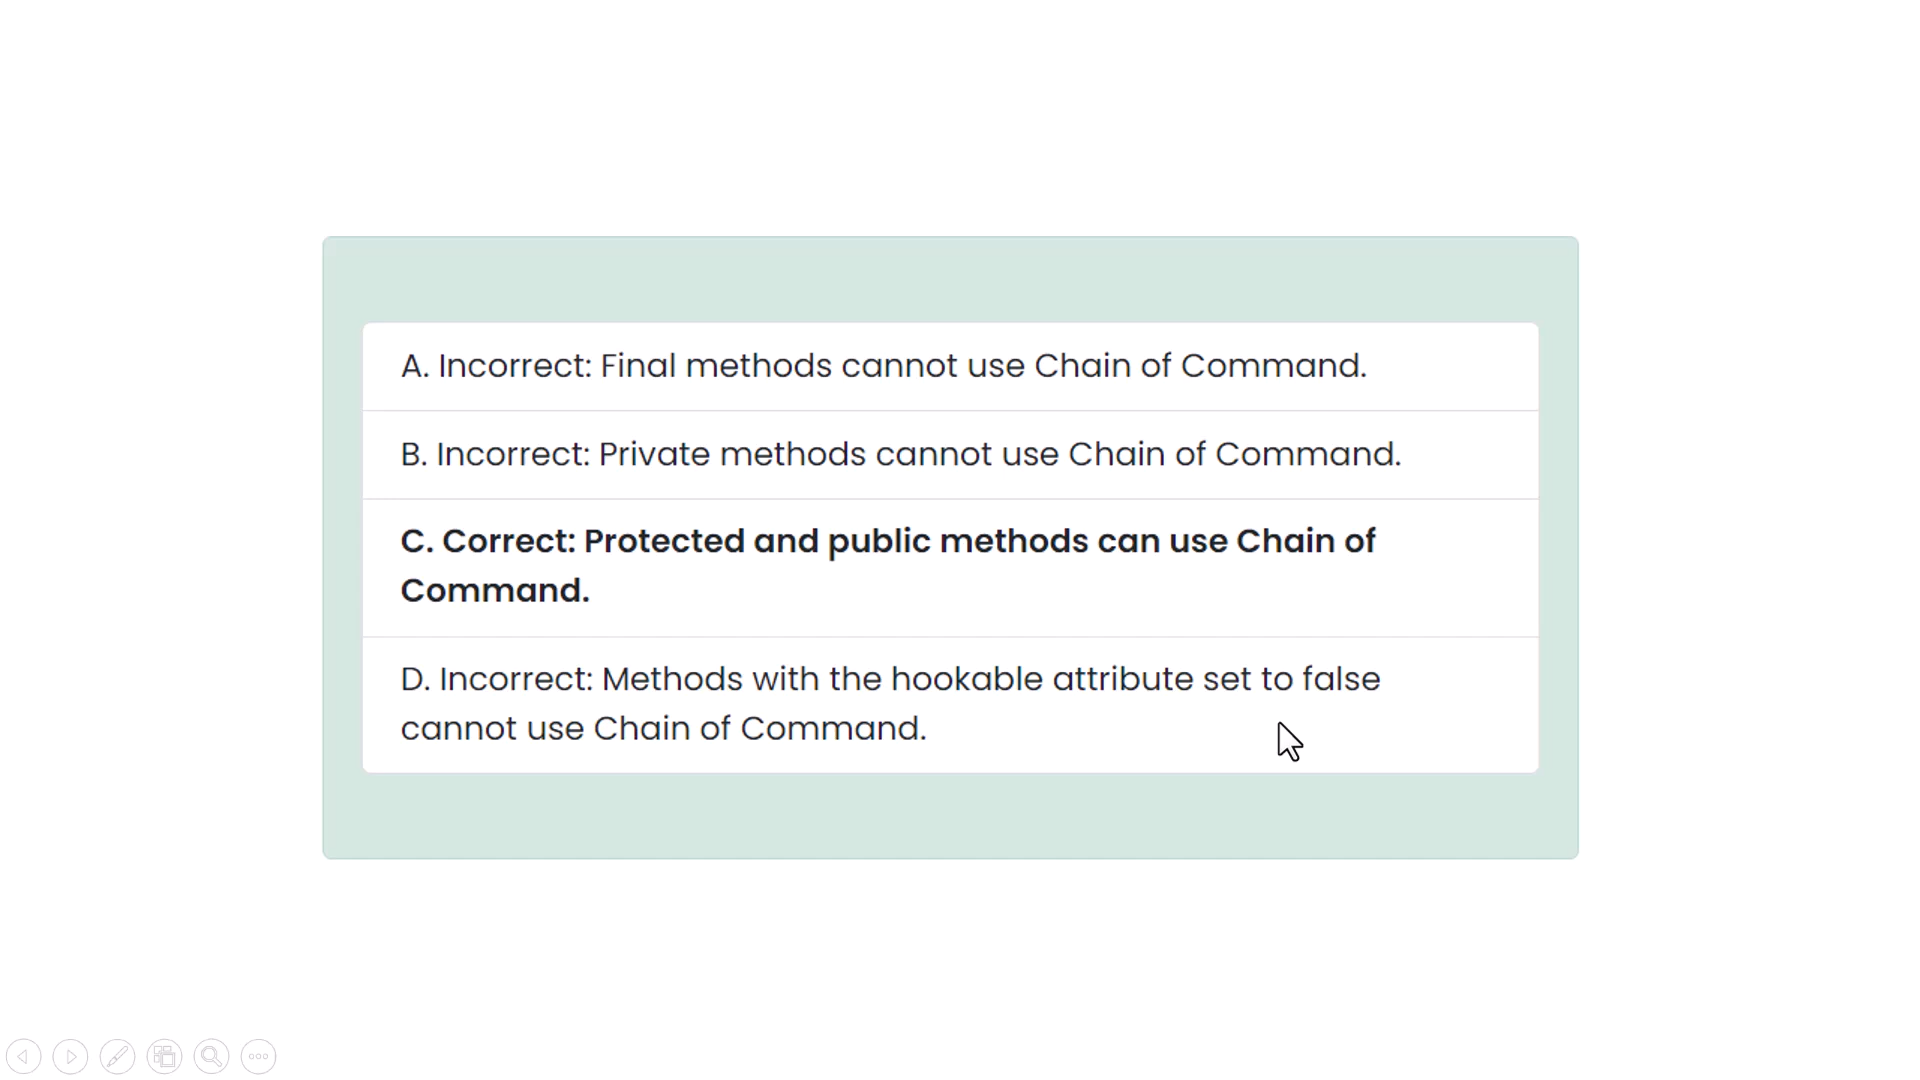 A. Incorrect: Final methods cannot use Chain of Command.
B. Incorrect: Private methods cannot use Chain of Command.
C. Correct: Protected and public methods can use Chain of
Command.
D. Incorrect: Methods with the hookable attribute set to false
cannot use Chain of Command.